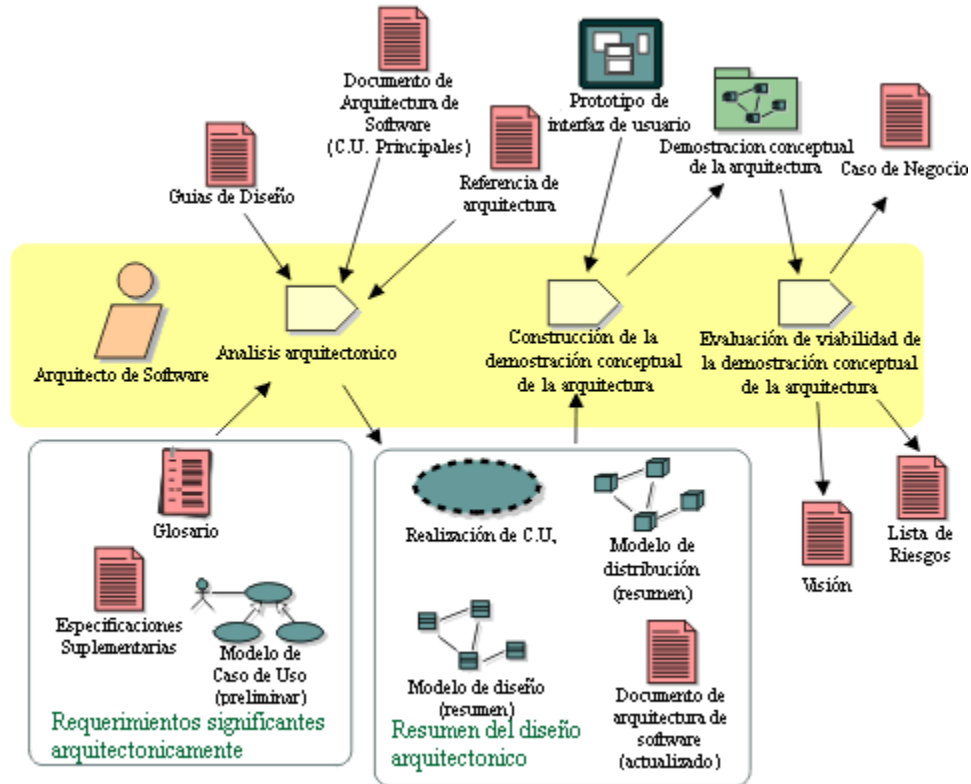 Documento de
Arquitectura de
Software
(C.U. Principales)
Guias de Diseño
Referencia de
arquitectura
Prototipo de
interfaz de usuario
Demostracion conceptual
de la arquitectura
Caso de Negocio
Arquitecto de Software
Analisis arquitectonico
Construcción de la
demostración conceptual
de la arquitectura
Evaluación de viabilidad de
la demostración conceptual
de la arquitectura
Glosario
Especificaciones
Suplementarias
Modelo de
Caso de Uso
(preliminar)
Requerimientos significantes
arquitectonicamente
Realización de C.U.
Modelo de
distribución
(resumen)
Modelo de diseño
(resumen)
Documento de
arquitectura de
software
(actualizado)
Resumen del diseño
arquitectonico
Visión
Lista de
Riesgos